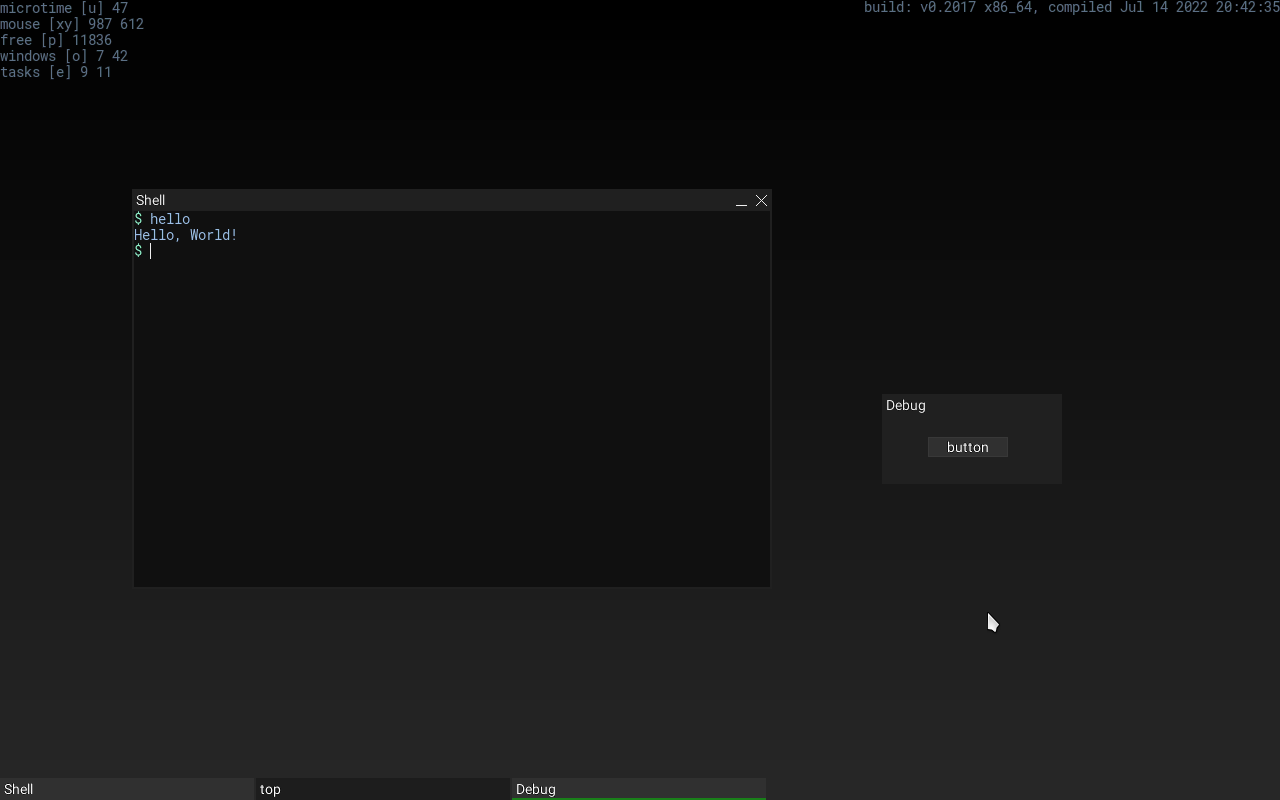 microtime [u] 47
mouse [xy] 987 612
free [p] 11836
windows [o] 7 42
tasks [e] 9 11
build: v0.2017 x86_64, compiled Jul 14 2022 20:42:35
Shell
$ hello
Hello, World!
$
Debug
button
Shell
top
Debug